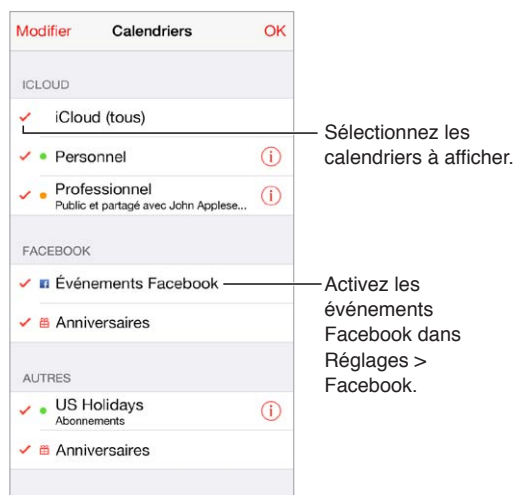 Modifier Calendriers OK
ICLOUD
iCloud (tous)
Personnel
Professionnel
Public et partagé avec John Applese...
FACEBOOK
Événements Facebook
Anniversaires
AUTRES
US Holidays
Abonnements
Anniversaires
Sélectionnez les
calendriers à afficher.
Activez les
événements
Facebook dans
Réglages >
Facebook.